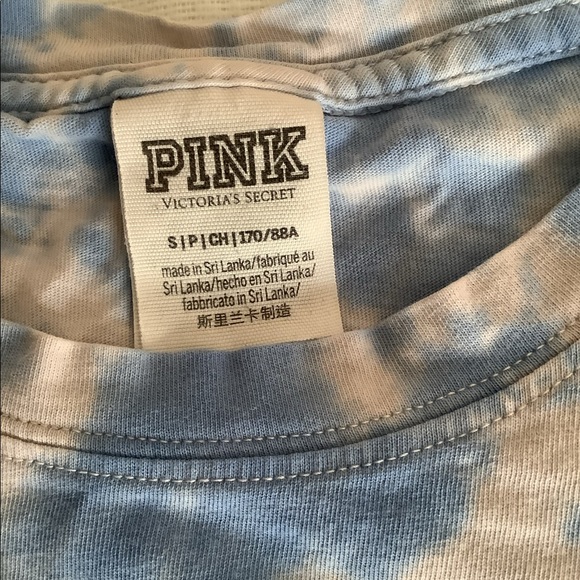 PINK
VICTORIA'S SECRET
S|P|CH|170/88A
made in Sri Lanka/fabriqué au
Sri Lanka/hecho en Sri Lanka/
fabbricato in Sri Lanka/
斯里兰卡制造